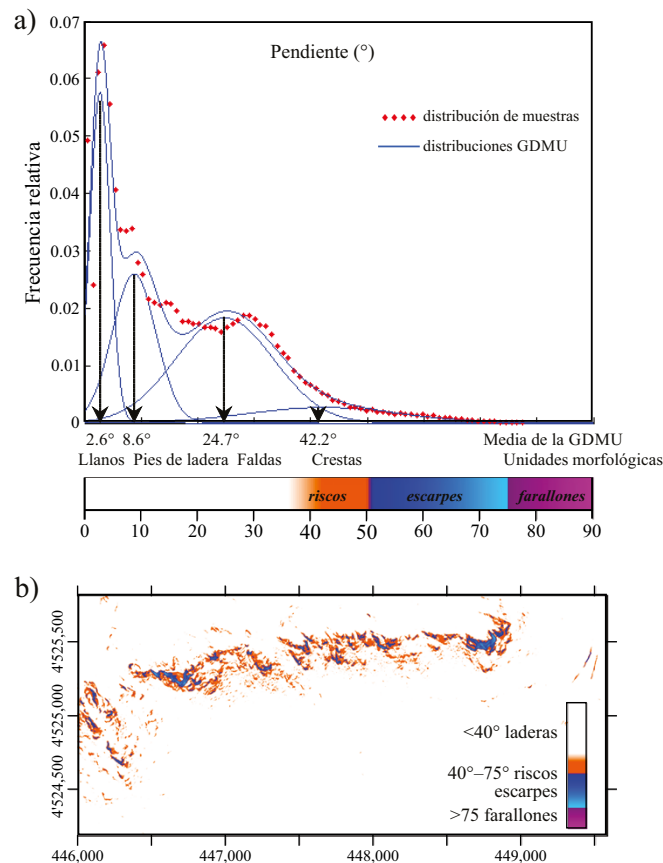 a)
0.07
0.06
0.05
0.04
0.03
0.02
0.01
0
Frecuencia relativa
Pendiente (°)
distribución de muestras
distribuciones GDMU
2.6° 8.6° 24.7° 42.2° Media de la GDMU
Llanos Pies de ladera Faldas Crestas Unidades morfológicas
riscos escarpes farallones
0 10 20 30 40 50 60 70 80 90
b)
4'525,500
4'525,000
4'524,500
<40° laderas
40°–75° riscos
escarpes
>75 farallones
446,000 447,000 448,000 449,000